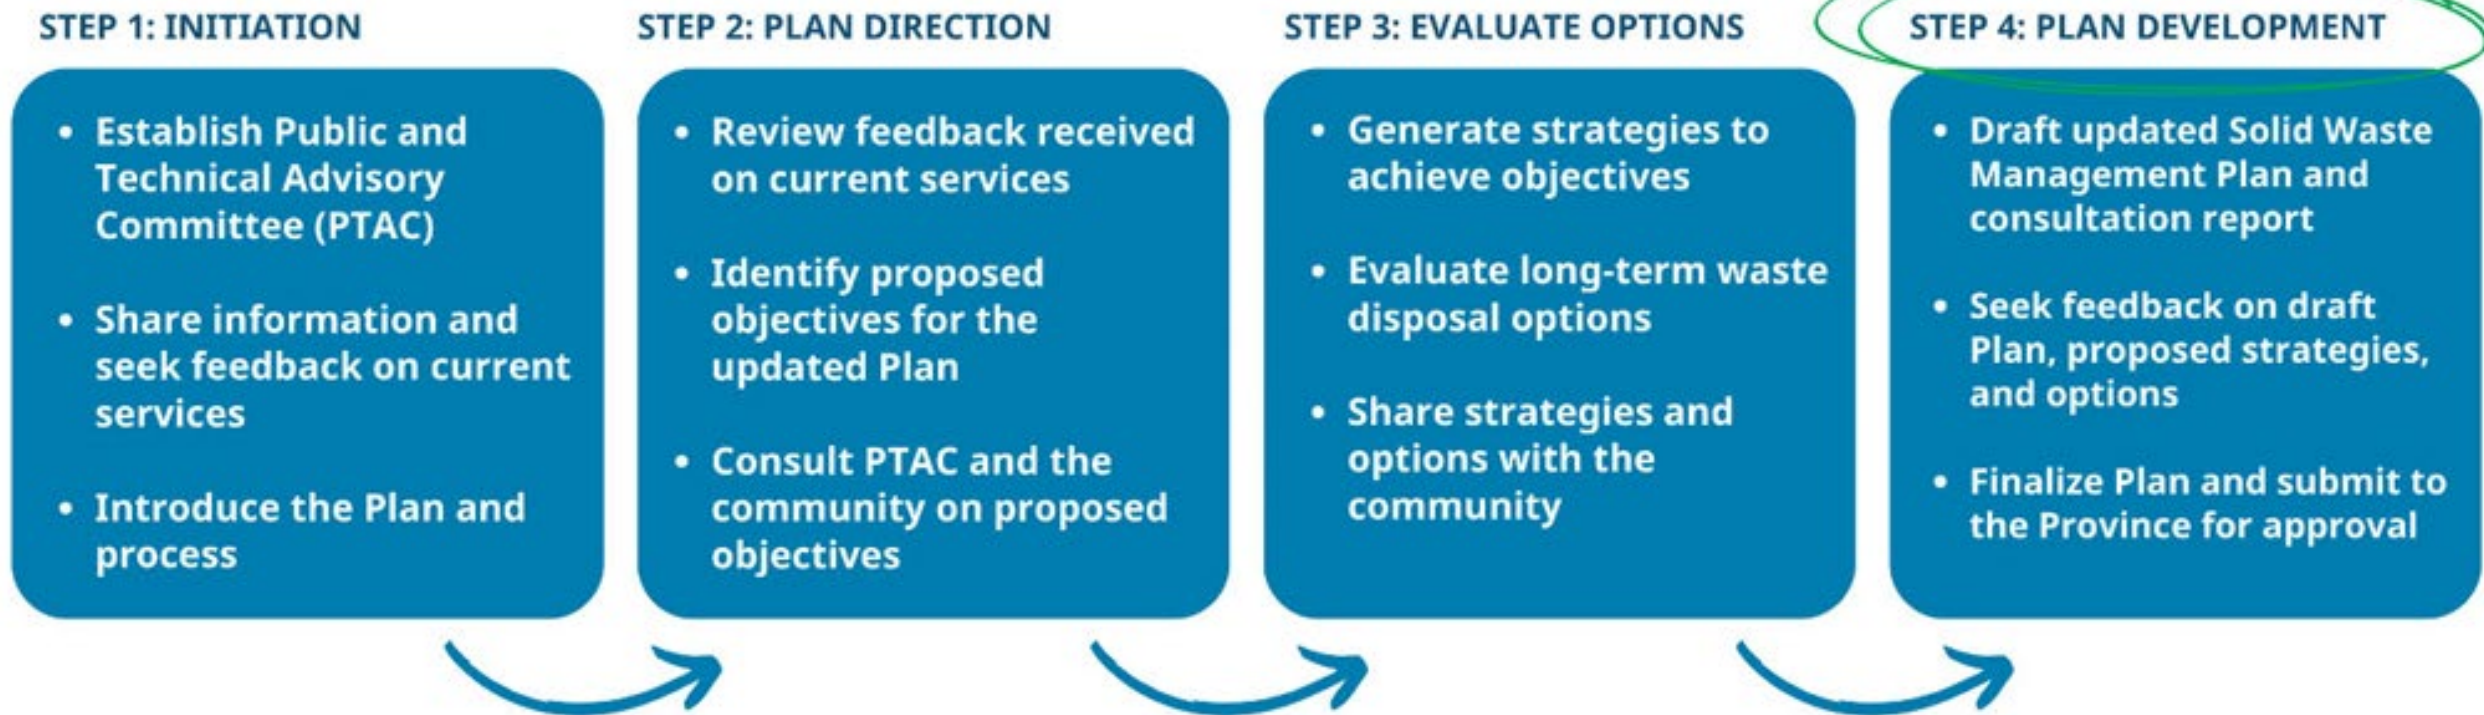 STEP 1: INITIATION
• Establish Public and
Technical Advisory
Committee (PTAC)
• Share information and
seek feedback on current
services
• Introduce the Plan and
process
STEP 2: PLAN DIRECTION
• Review feedback received
on current services
• Identify proposed
objectives for the
updated Plan
• Consult PTAC and the
community on proposed
objectives
STEP 3: EVALUATE OPTIONS
• Generate strategies to
achieve objectives
• Evaluate long-term waste
disposal options
• Share strategies and
options with the
community
STEP 4: PLAN DEVELOPMENT
• Draft updated Solid Waste
Management Plan and
consultation report
• Seek feedback on draft
Plan, proposed strategies,
and options
• Finalize Plan and submit to
the Province for approval